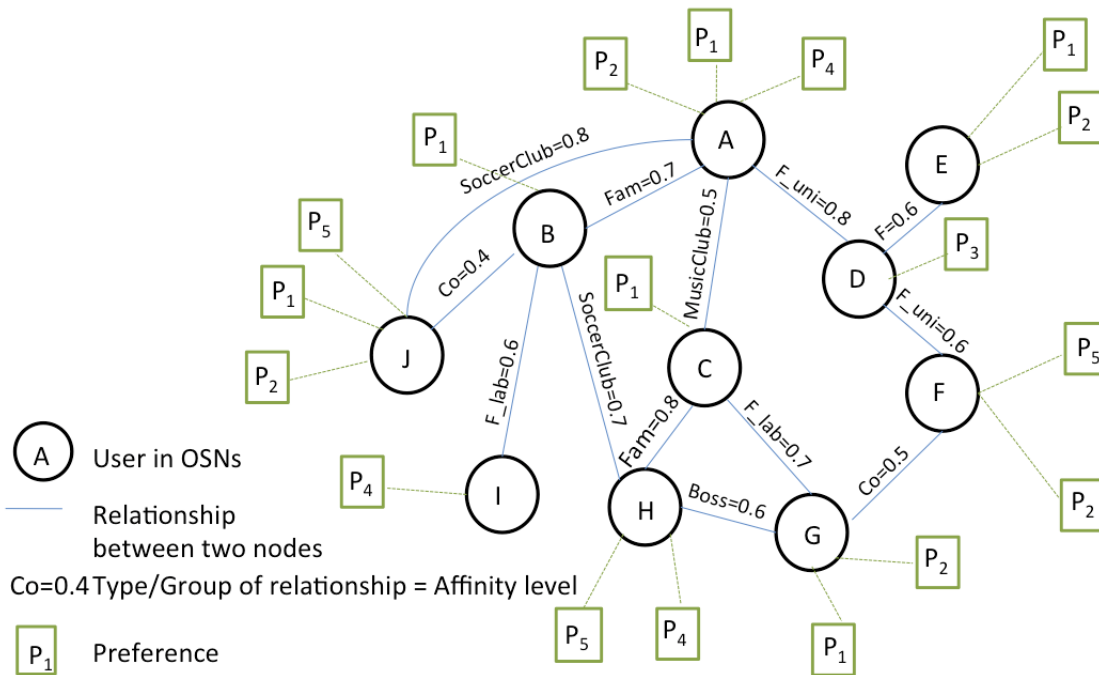 P1
P2
P4
P1
P2
A
E
SoccerClub=0.8
Fam=0.7
F_uni=0.8
F=0.6
P1
P5
B
MusicClub=0.5
P3
D
Co=0.4
P1
P1
F_uni=0.6
J
SoccerClub=0.7
C
P5
P2
F_lab=0.6
F
Fam=0.8
F_lab=0.7
A
User in OSNs
P4
I
Co=0.5
P2
H
Boss=0.6
G
Relationship
between two nodes
P2
Co=0.4 Type/Group of relationship = Affinity level
P5
P4
P1
P1
Preference